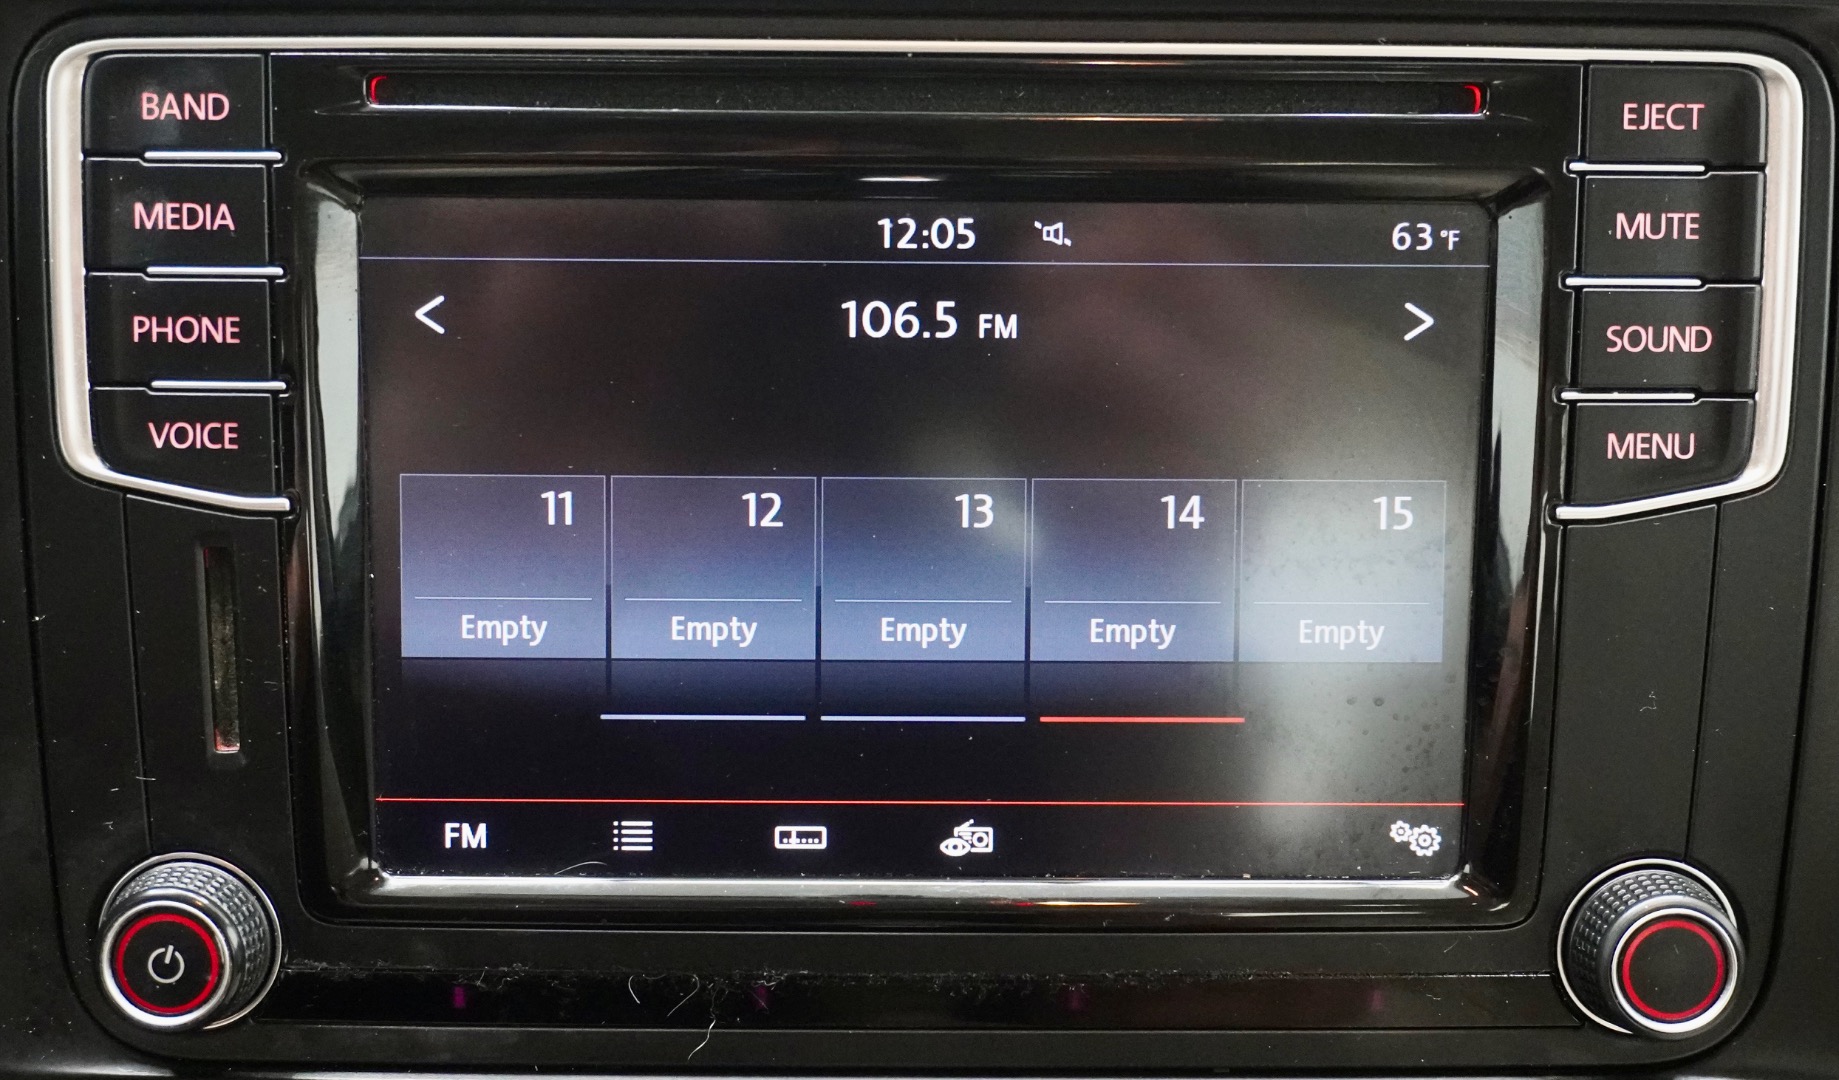 BAND
MEDIA
PHONE
VOICE
12:05 63 °F
< 106.5 FM >
11 12 13 14 15
Empty Empty Empty Empty Empty
FM
EJECT
MUTE
SOUND
MENU